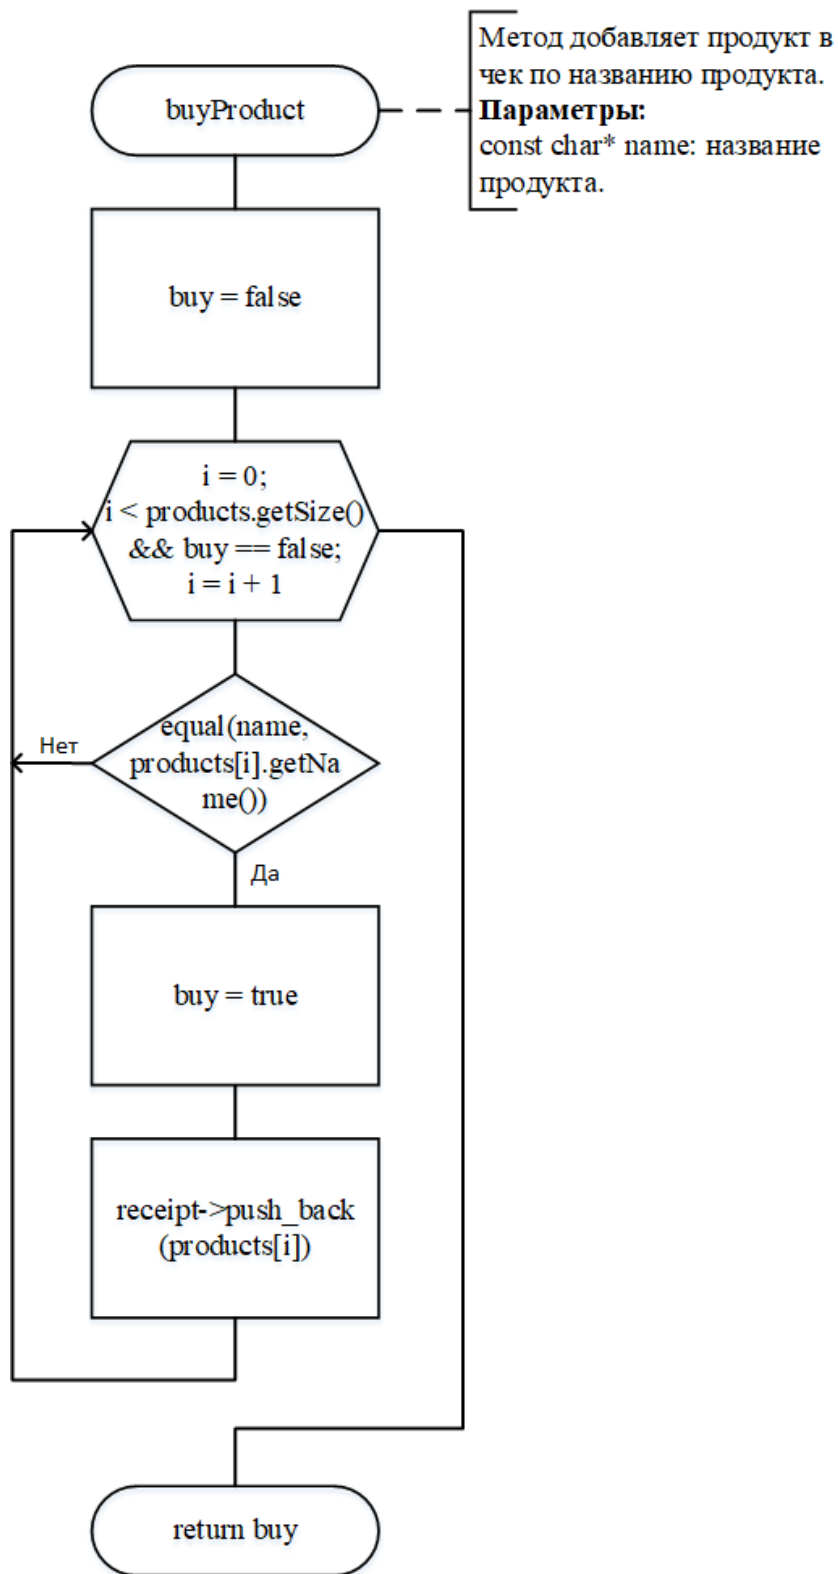 Метод добавляет продукт в
чек по названию продукта.
Параметры:
const char* name: название
продукта.
buyProduct
buy = false
i = 0;
i < products.getSize()
&& buy == false;
i = i + 1
equal(name,
products[i].getNa
me())
Нет
Да
buy = true
receipt->push_back
(products[i])
return buy